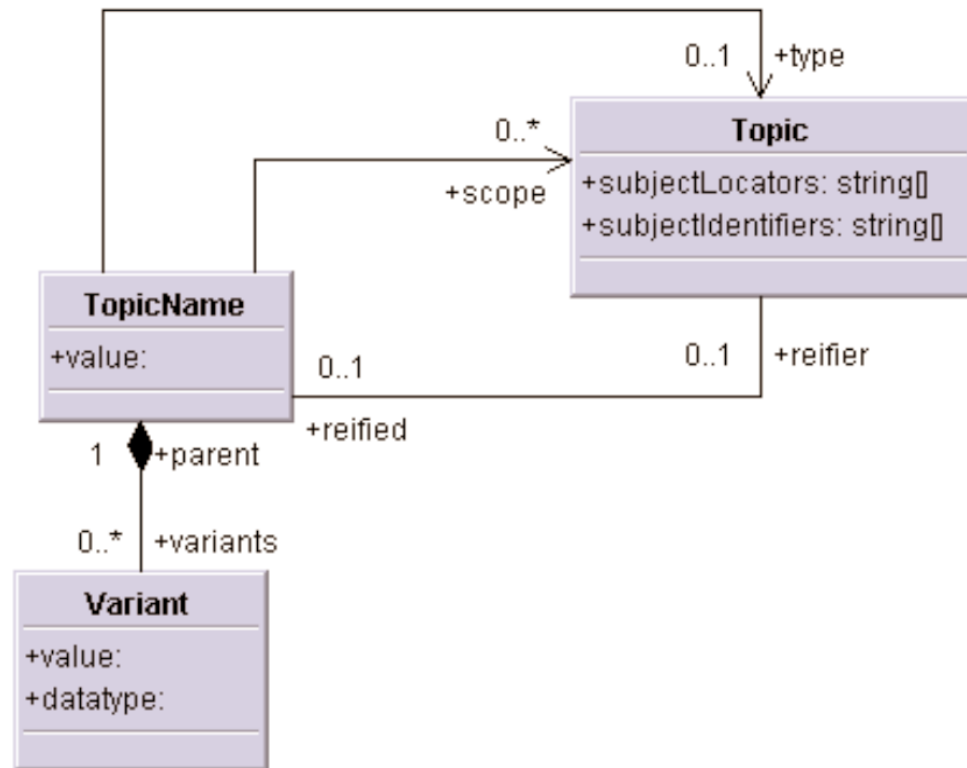 0..1 +type
Topic
0..*
+subjectLocators: string[]
+scope
+subjectIdentifiers: string[]
TopicName
+value:
0..1
0..1 +reifier
+reified
1 +parent
0..* +variants
Variant
+value:
+datatype: